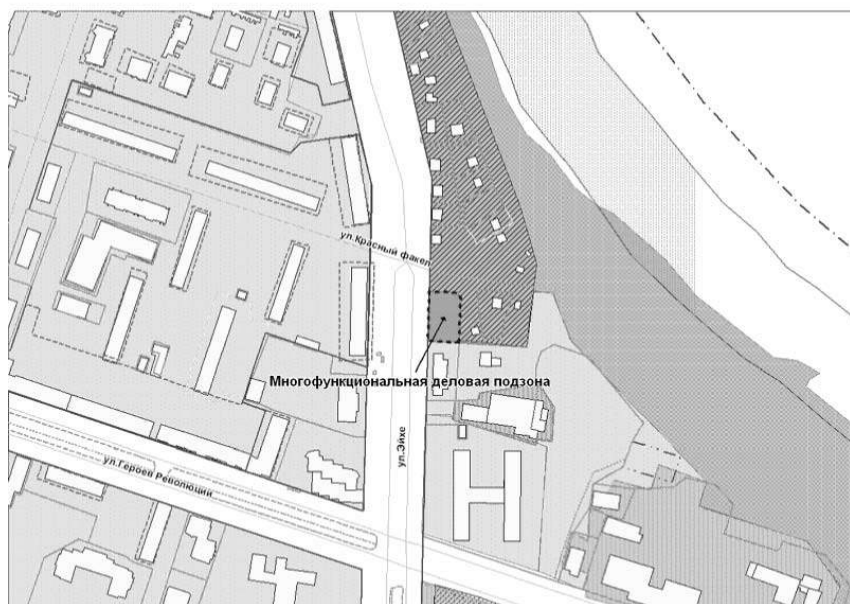 ул.Красный факел
Многофункциональная деловая подзона
ул.Эйхе
ул.Героев Революции